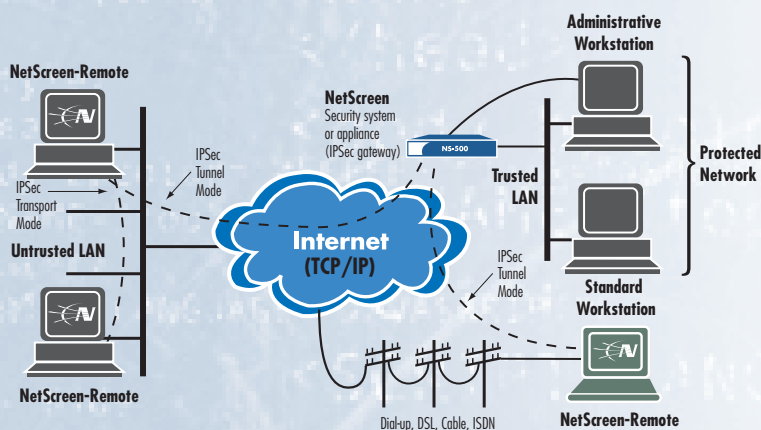 NetScreen-Remote
IPSec
Tunnel
Mode
IPSec
Transport
Mode
Untrusted LAN
NetScreen-Remote
NetScreen
Security system
or appliance
(IPSec gateway)
NS-500
Internet
(TCP/IP)
Administrative
Workstation
Trusted
LAN
Protected
Network
Standard
Workstation
IPSec
Tunnel
Mode
Dial-up, DSL, Cable, ISDN
NetScreen-Remote